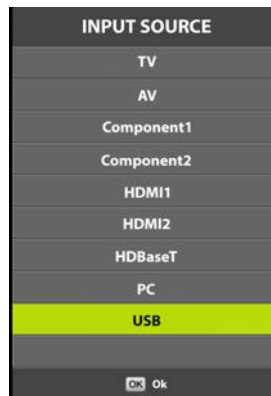 INPUT SOURCE
TV
AV
Component1
Component2
HDMI1
HDMI2
HDBaseT
PC
USB
OK Ok